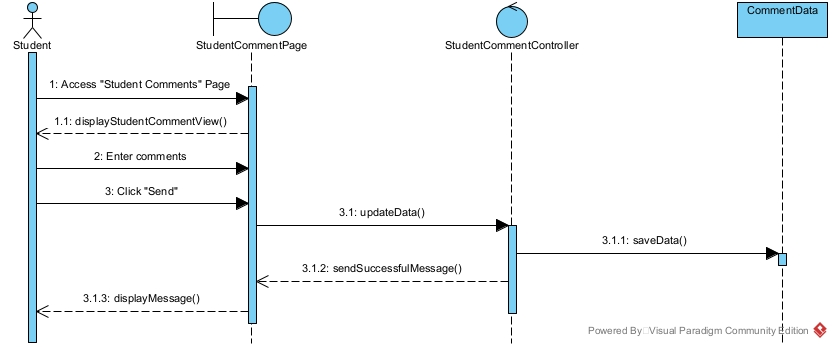 CommentData
Student
StudentCommentPage
StudentCommentController
1: Access "Student Comments" Page
1.1: displayStudentCommentView()
2: Enter comments
3: Click "Send"
3.1: updateData()
3.1.1: saveData()
3.1.2: sendSuccessfulMessage()
3.1.3: displayMessage()
Powered By Visual Paradigm Community Edition